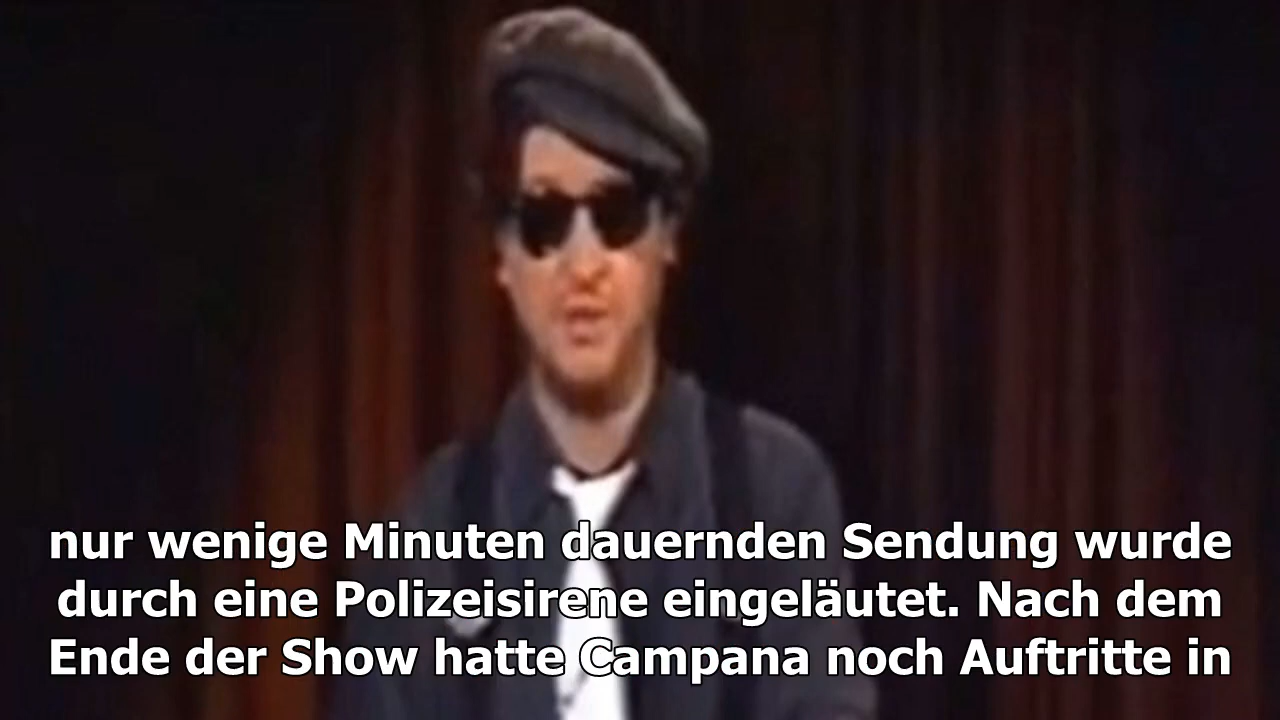 nur wenige Minuten dauernden Sendung wurde
durch eine Polizeisirene eingeläutet. Nach dem
Ende der Show hatte Campana noch Auftritte in